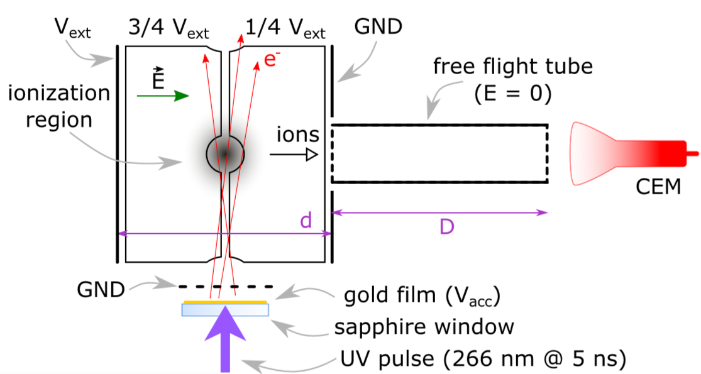 V_ext 3/4 V_ext 1/4 V_ext GND
e⁻
E⃗
free flight tube
(E = 0)
ionization
region
ions
CEM
d
D
GND
gold film (V_acc)
sapphire window
UV pulse (266 nm @ 5 ns)